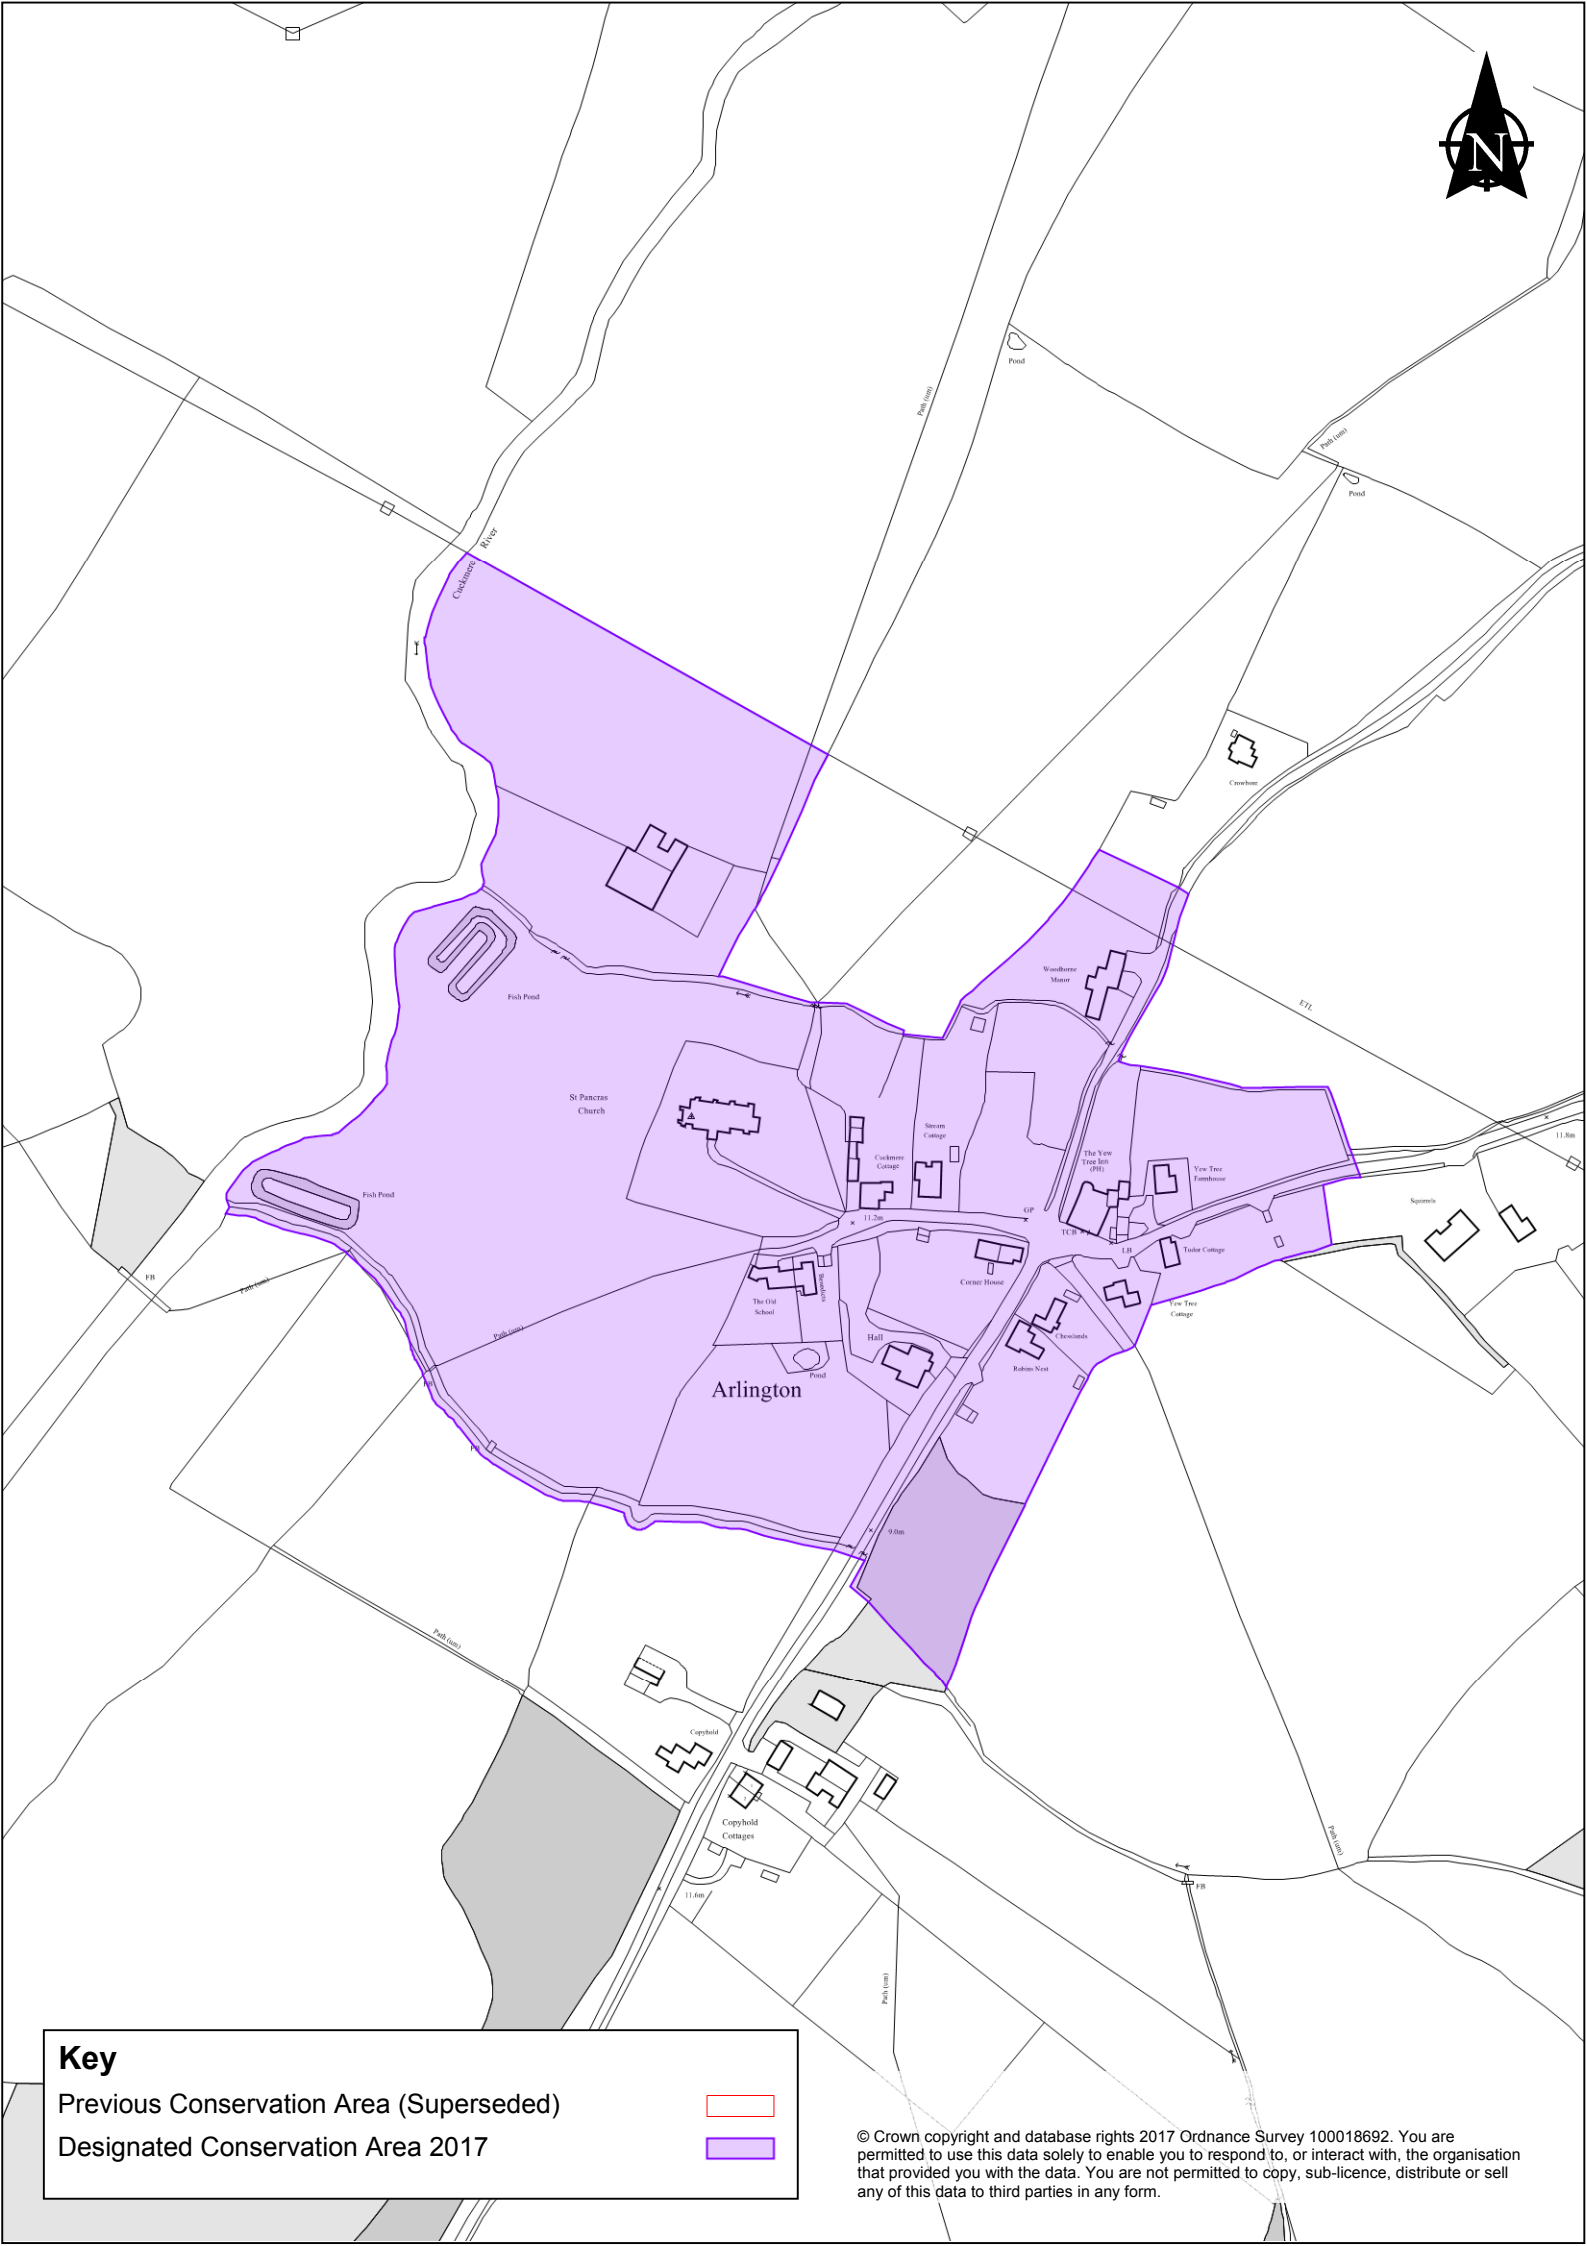 N
Pond
Path (um)
Path (um)
Pond
Cuckmere River
Crowbore
Woodhorne
Manor
Fish Pond
ETL
St Pancras
Church
Stream
Cottage
Cuckmere
Cottage
The Yew
Tree Inn
(PH)
Yew Tree
Farmhouse
11.8m
Fish Pond
Squirrels
GP
11.2m
TCB
LB
Tudor Cottage
FB
Path (um)
Corner House
The Old
School
Yew Tree
Cottage
Path (um)
Hall
Chesslands
Robins Nest
Pond
FB
Arlington
FB
9.0m
Path (um)
Copyhold
Copyhold
Cottages
Path (um)
11.6m
FB
Path (um)
Key
Previous Conservation Area (Superseded)
Designated Conservation Area 2017
© Crown copyright and database rights 2017 Ordnance Survey 100018692. You are
permitted to use this data solely to enable you to respond to, or interact with, the organisation
that provided you with the data. You are not permitted to copy, sub-licence, distribute or sell
any of this data to third parties in any form.